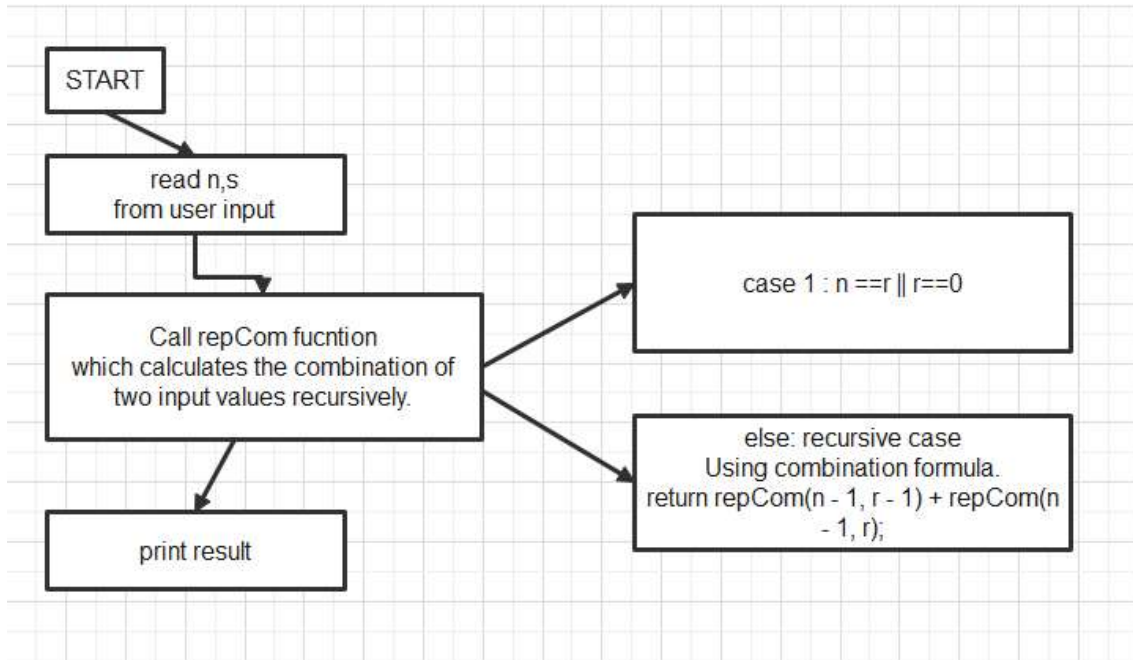 START
read n,s
from user input
Call repCom fucntion
which calculates the combination of
two input values recursively.
print result
case 1 : n ==r || r==0
else: recursive case
Using combination formula.
return repCom(n - 1, r - 1) + repCom(n
- 1, r);